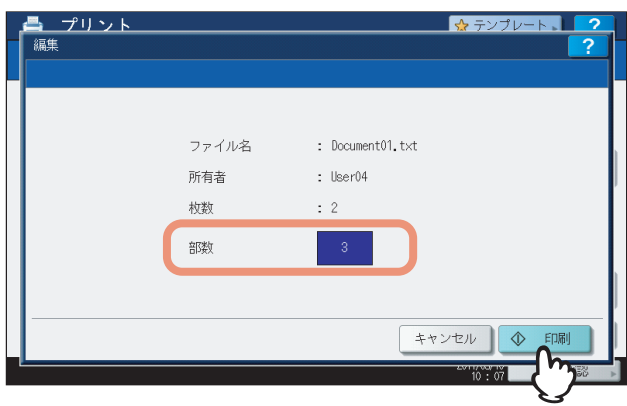 プリント
テンプレート
?
編集
?
ファイル名 : Document01.txt
所有者 : User04
枚数 : 2
部数 3
キャンセル
印刷
10:07